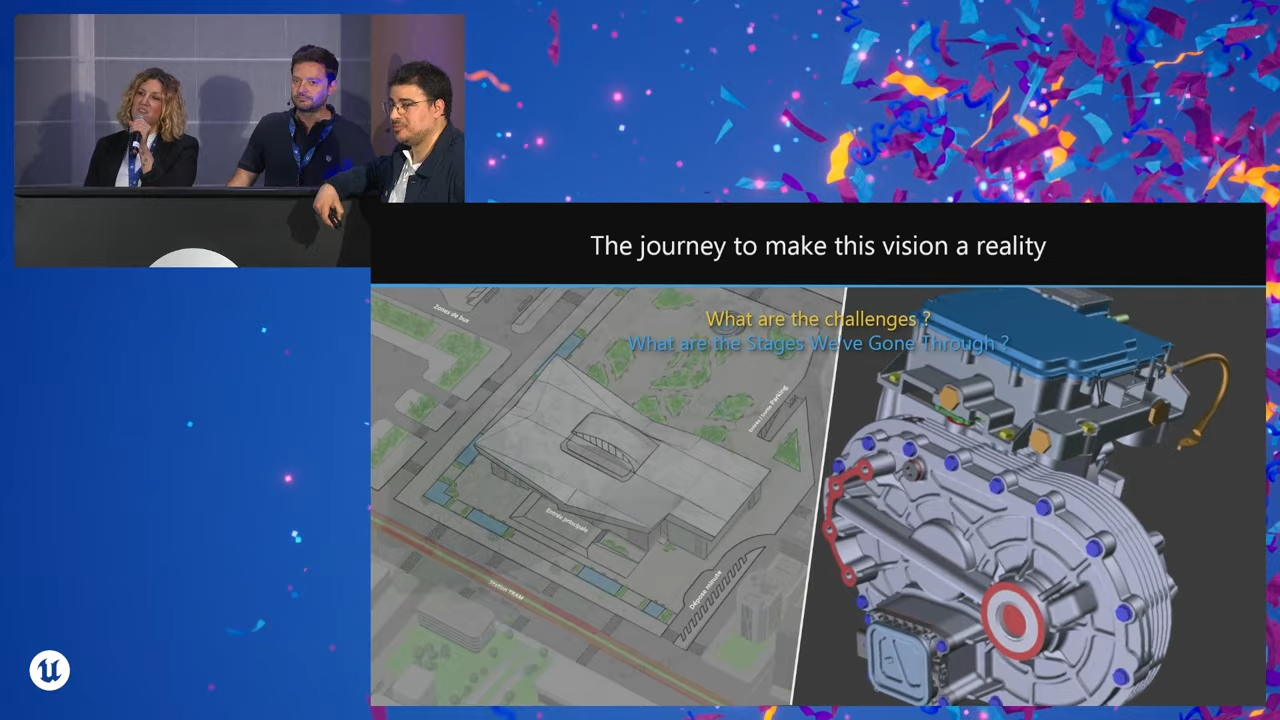 The journey to make this vision a reality
What are the challenges ?
What are the Stages We've Gone Through ?
Zones de bus
Entrée principale
Station TRAM
Dépose minute